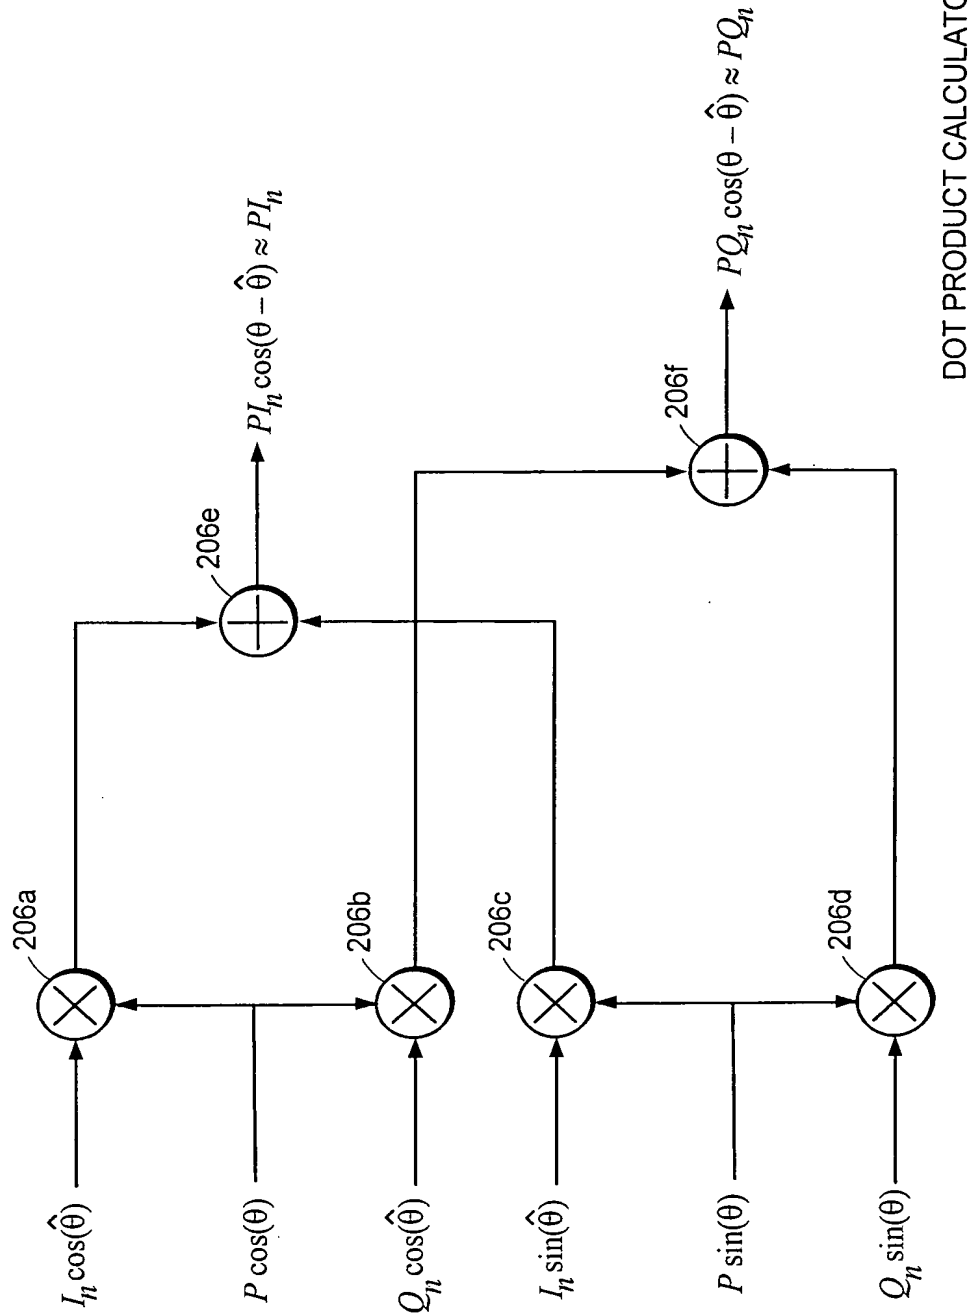 I_n cos(θ̂)
P cos(θ)
Q_n cos(θ̂)
I_n sin(θ̂)
P sin(θ)
Q_n sin(θ)
206a
206b
206c
206d
206e
206f
PI_n cos(θ − θ̂) ≈ PI_n
PQ_n cos(θ − θ̂) ≈ PQ_n
DOT PRODUCT CALCULATO